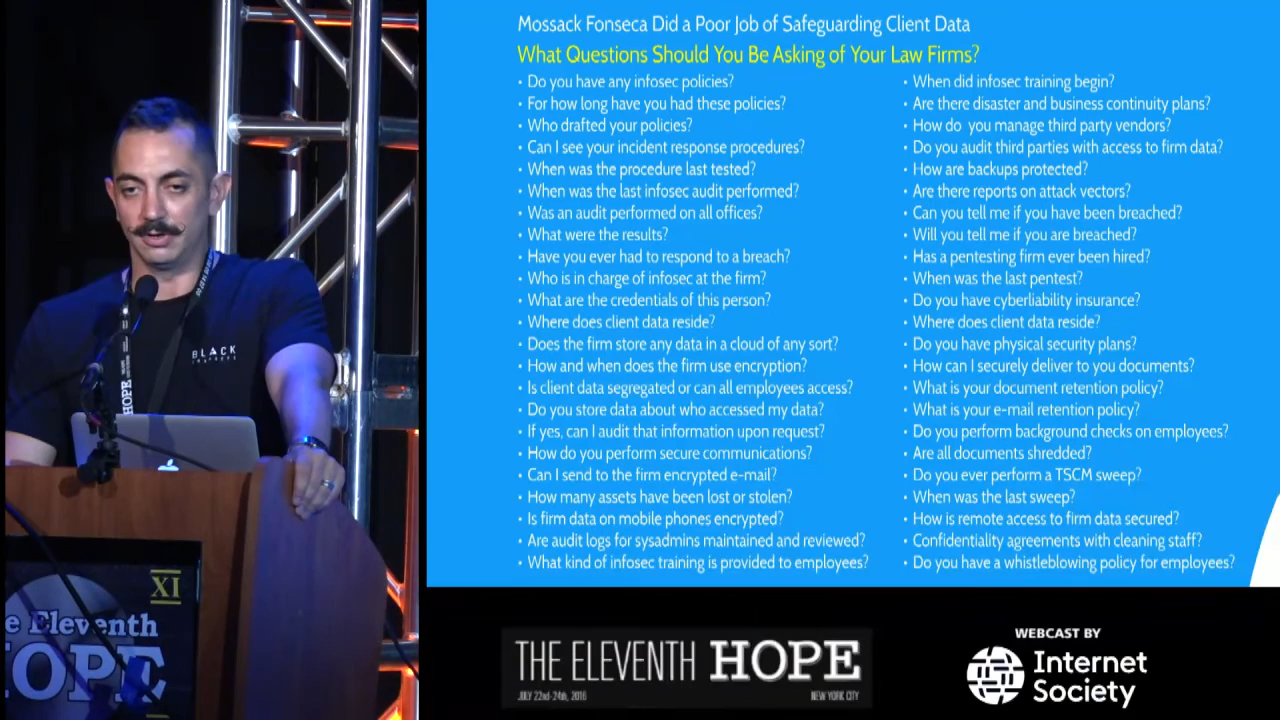 Mossack Fonseca Did a Poor Job of Safeguarding Client Data
What Questions Should You Be Asking of Your Law Firms?
• Do you have any infosec policies?
• For how long have you had these policies?
• Who drafted your policies?
• Can I see your incident response procedures?
• When was the procedure last tested?
• When was the last infosec audit performed?
• Was an audit performed on all offices?
• What were the results?
• Have you ever had to respond to a breach?
• Who is in charge of infosec at the firm?
• What are the credentials of this person?
• Where does client data reside?
• Does the firm store any data in a cloud of any sort?
• How and when does the firm use encryption?
• Is client data segregated or can all employees access?
• Do you store data about who accessed my data?
• If yes, can I audit that information upon request?
• How do you perform secure communications?
• Can I send to the firm encrypted e-mail?
• How many assets have been lost or stolen?
• Is firm data on mobile phones encrypted?
• Are audit logs for sysadmins maintained and reviewed?
• What kind of infosec training is provided to employees?
• When did infosec training begin?
• Are there disaster and business continuity plans?
• How do you manage third party vendors?
• Do you audit third parties with access to firm data?
• How are backups protected?
• Are there reports on attack vectors?
• Can you tell me if you have been breached?
• Will you tell me if you are breached?
• Has a pentesting firm ever been hired?
• When was the last pentest?
• Do you have cyberliability insurance?
• Where does client data reside?
• Do you have physical security plans?
• How can I securely deliver to you documents?
• What is your document retention policy?
• What is your e-mail retention policy?
• Do you perform background checks on employees?
• Are all documents shredded?
• Do you ever perform a TSCM sweep?
• When was the last sweep?
• How is remote access to firm data secured?
• Confidentiality agreements with cleaning staff?
• Do you have a whistleblowing policy for employees?
BLACK
HOPE
XI
e Eleventh
HOPE
THE ELEVENTH HOPE
JULY 22nd-24th, 2016
NEW YORK CITY
WEBCAST BY
Internet
Society